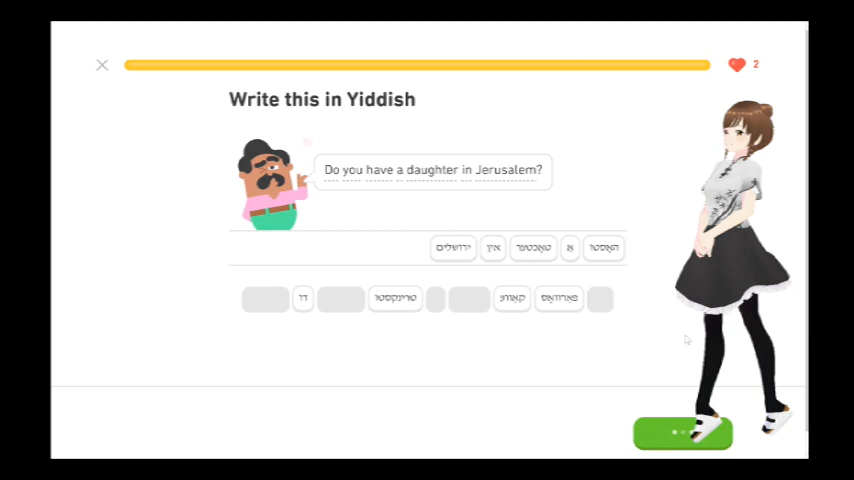 2
Write this in Yiddish
Do you have a daughter in Jerusalem?
האָסטו אַ טאָכטער אין ירושלים
פֿאַרוואָס קאַווע טרינקסטו דו